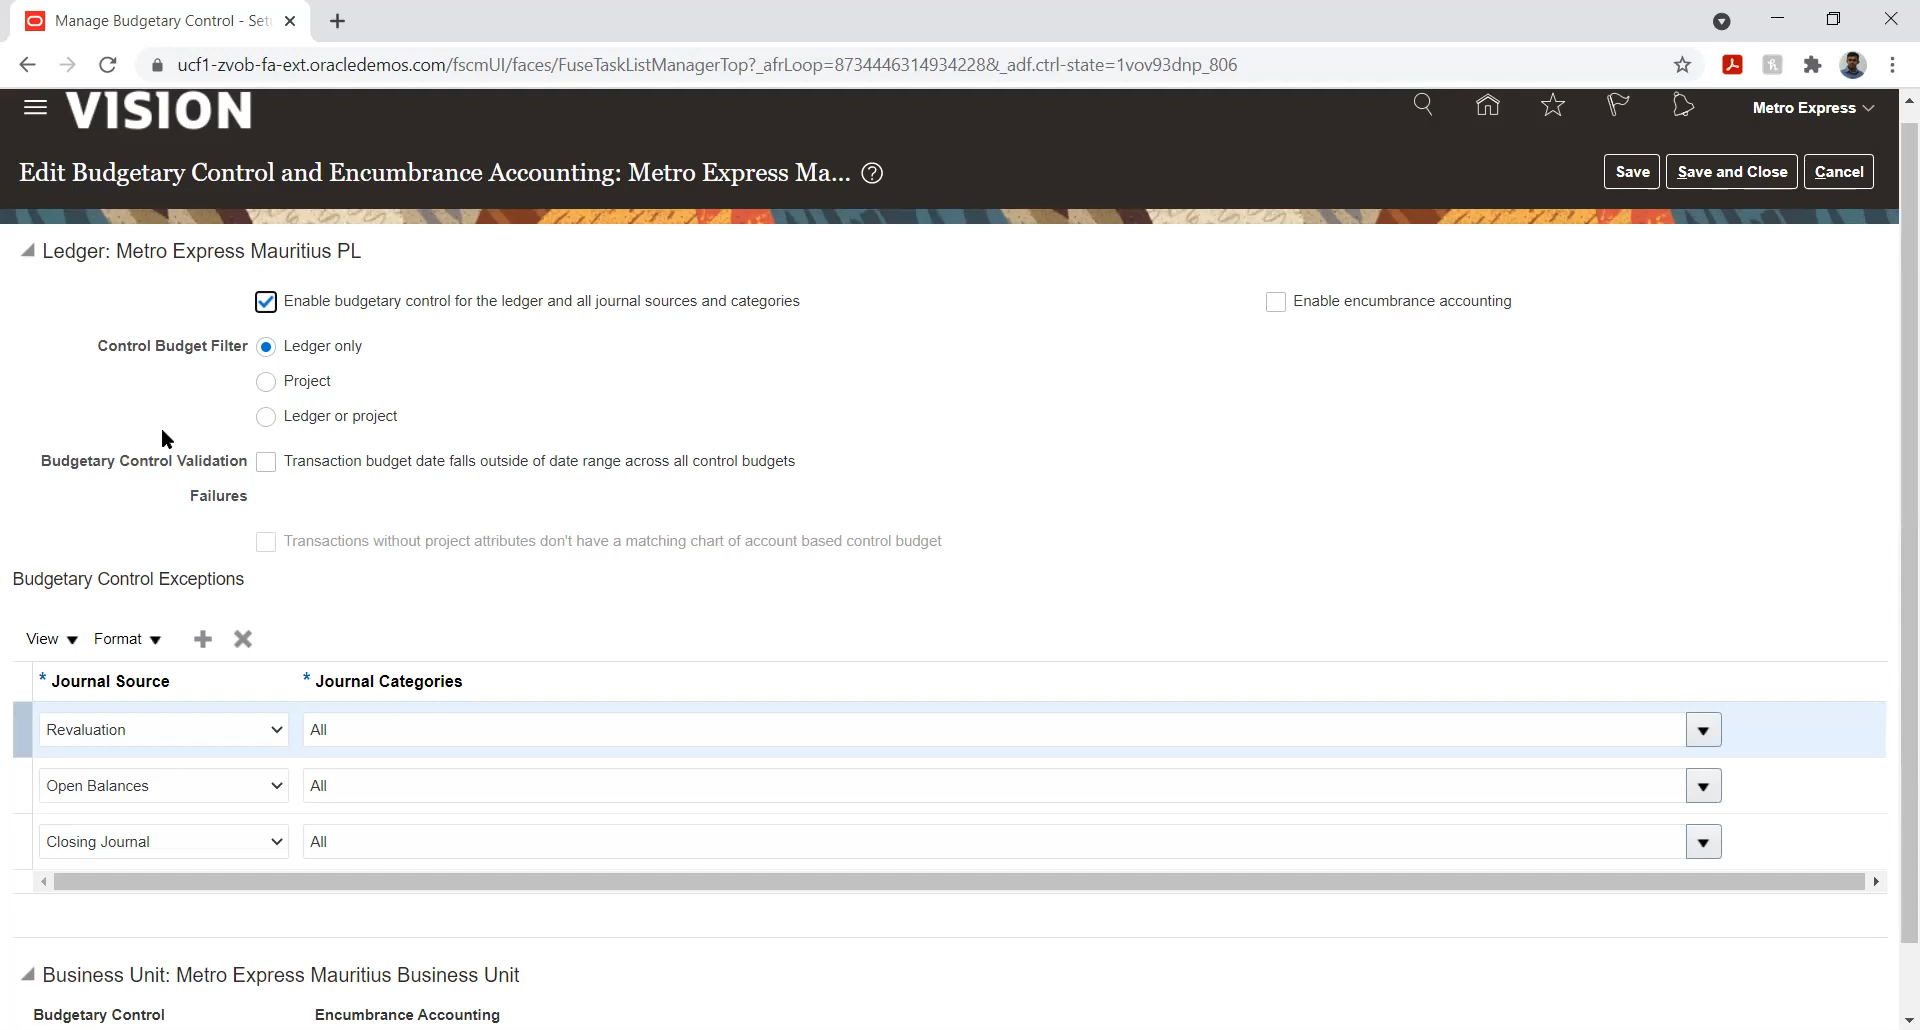 Manage Budgetary Control - Set
ucf1-zvob-fa-ext.oracledemos.com/fscmUI/faces/FuseTaskListManagerTop?_afrLoop=8734446314934228&_adf.ctrl-state=1vov93dnp_806
VISION
Metro Express
Edit Budgetary Control and Encumbrance Accounting: Metro Express Ma... ?
Save
Save and Close
Cancel
Ledger: Metro Express Mauritius PL
Enable budgetary control for the ledger and all journal sources and categories
Enable encumbrance accounting
Control Budget Filter
Ledger only
Project
Ledger or project
Budgetary Control Validation Failures
Transaction budget date falls outside of date range across all control budgets
Transactions without project attributes don't have a matching chart of account based control budget
Budgetary Control Exceptions
View
Format
* Journal Source
* Journal Categories
Revaluation
All
Open Balances
All
Closing Journal
All
Business Unit: Metro Express Mauritius Business Unit
Budgetary Control
Encumbrance Accounting